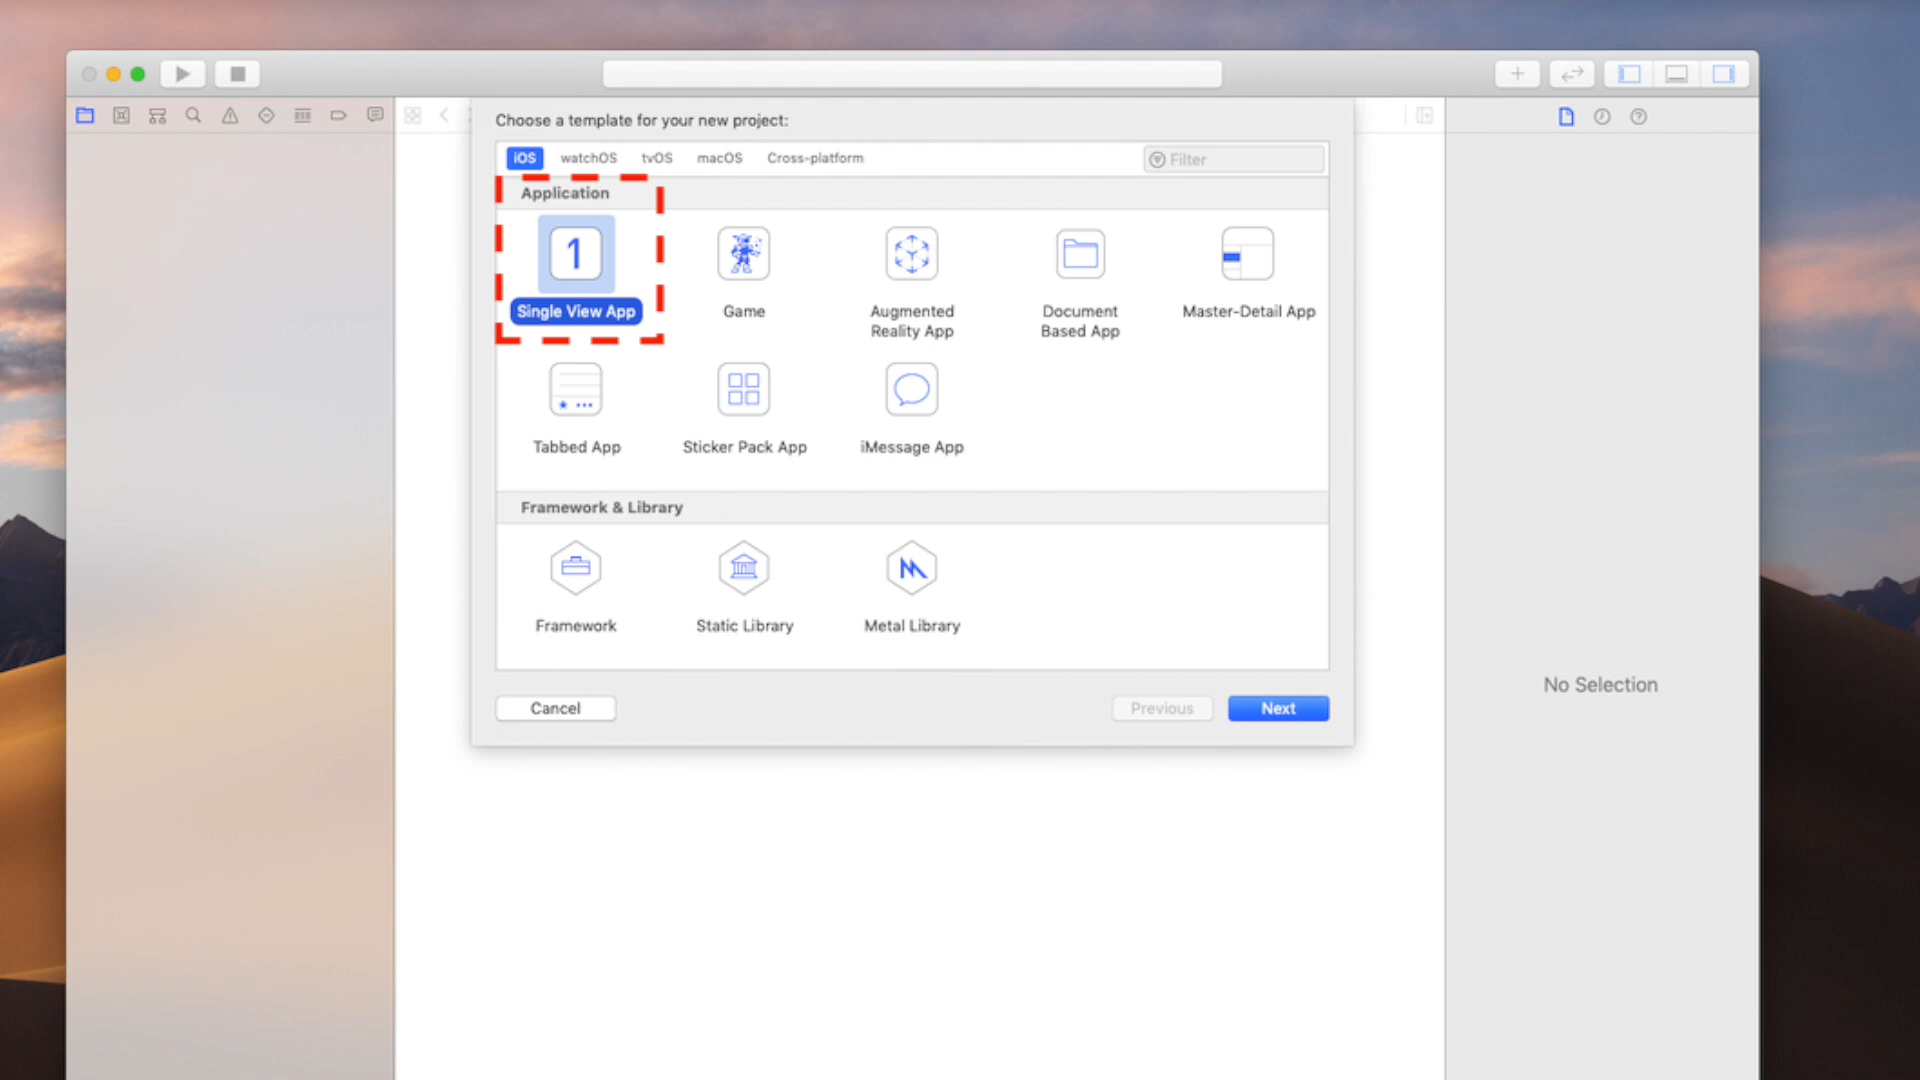 Choose a template for your new project:
iOS watchOS tvOS macOS Cross-platform Filter
Application
1
Single View App Game Augmented Reality App Document Based App Master-Detail App
Tabbed App Sticker Pack App iMessage App
Framework & Library
Framework Static Library Metal Library
No Selection
Cancel Previous Next